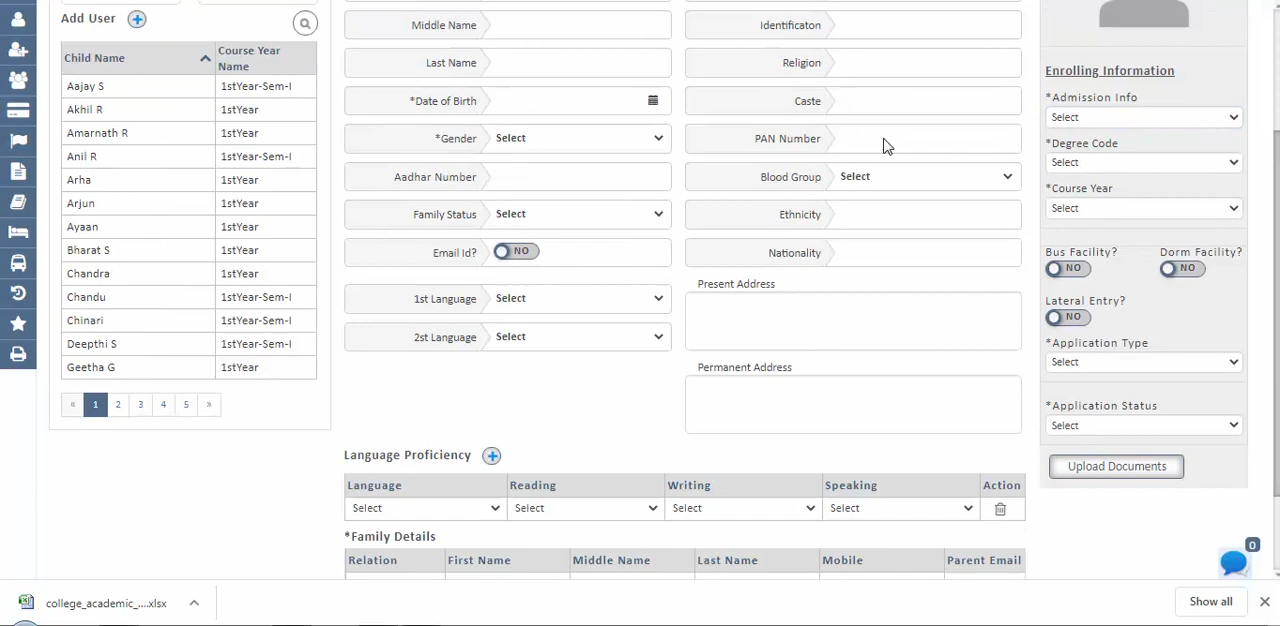 Add User
Child Name
Course Year
Name
Aajay S 1stYear-Sem-I
Akhil R 1stYear
Amarnath R 1stYear
Anil R 1stYear-Sem-I
Arha 1stYear
Arjun 1stYear
Ayaan 1stYear
Bharat S 1stYear
Chandra 1stYear
Chandu 1stYear-Sem-I
Chinari 1stYear-Sem-I
Deepthi S 1stYear-Sem-I
Geetha G 1stYear
« 1 2 3 4 5 »
Middle Name
Last Name
*Date of Birth
*Gender Select
Aadhar Number
Family Status Select
Email Id? NO
1st Language Select
2st Language Select
Identificaton
Religion
Caste
PAN Number
Blood Group Select
Ethnicity
Nationality
Present Address
Permanent Address
Language Proficiency
Language Reading Writing Speaking Action
Select Select Select Select
*Family Details
Relation First Name Middle Name Last Name Mobile Parent Email
Enrolling Information
*Admission Info
Select
*Degree Code
Select
*Course Year
Select
Bus Facility? Dorm Facility?
NO NO
Lateral Entry?
NO
*Application Type
Select
*Application Status
Select
Upload Documents
0
college_academic_....xlsx
Show all